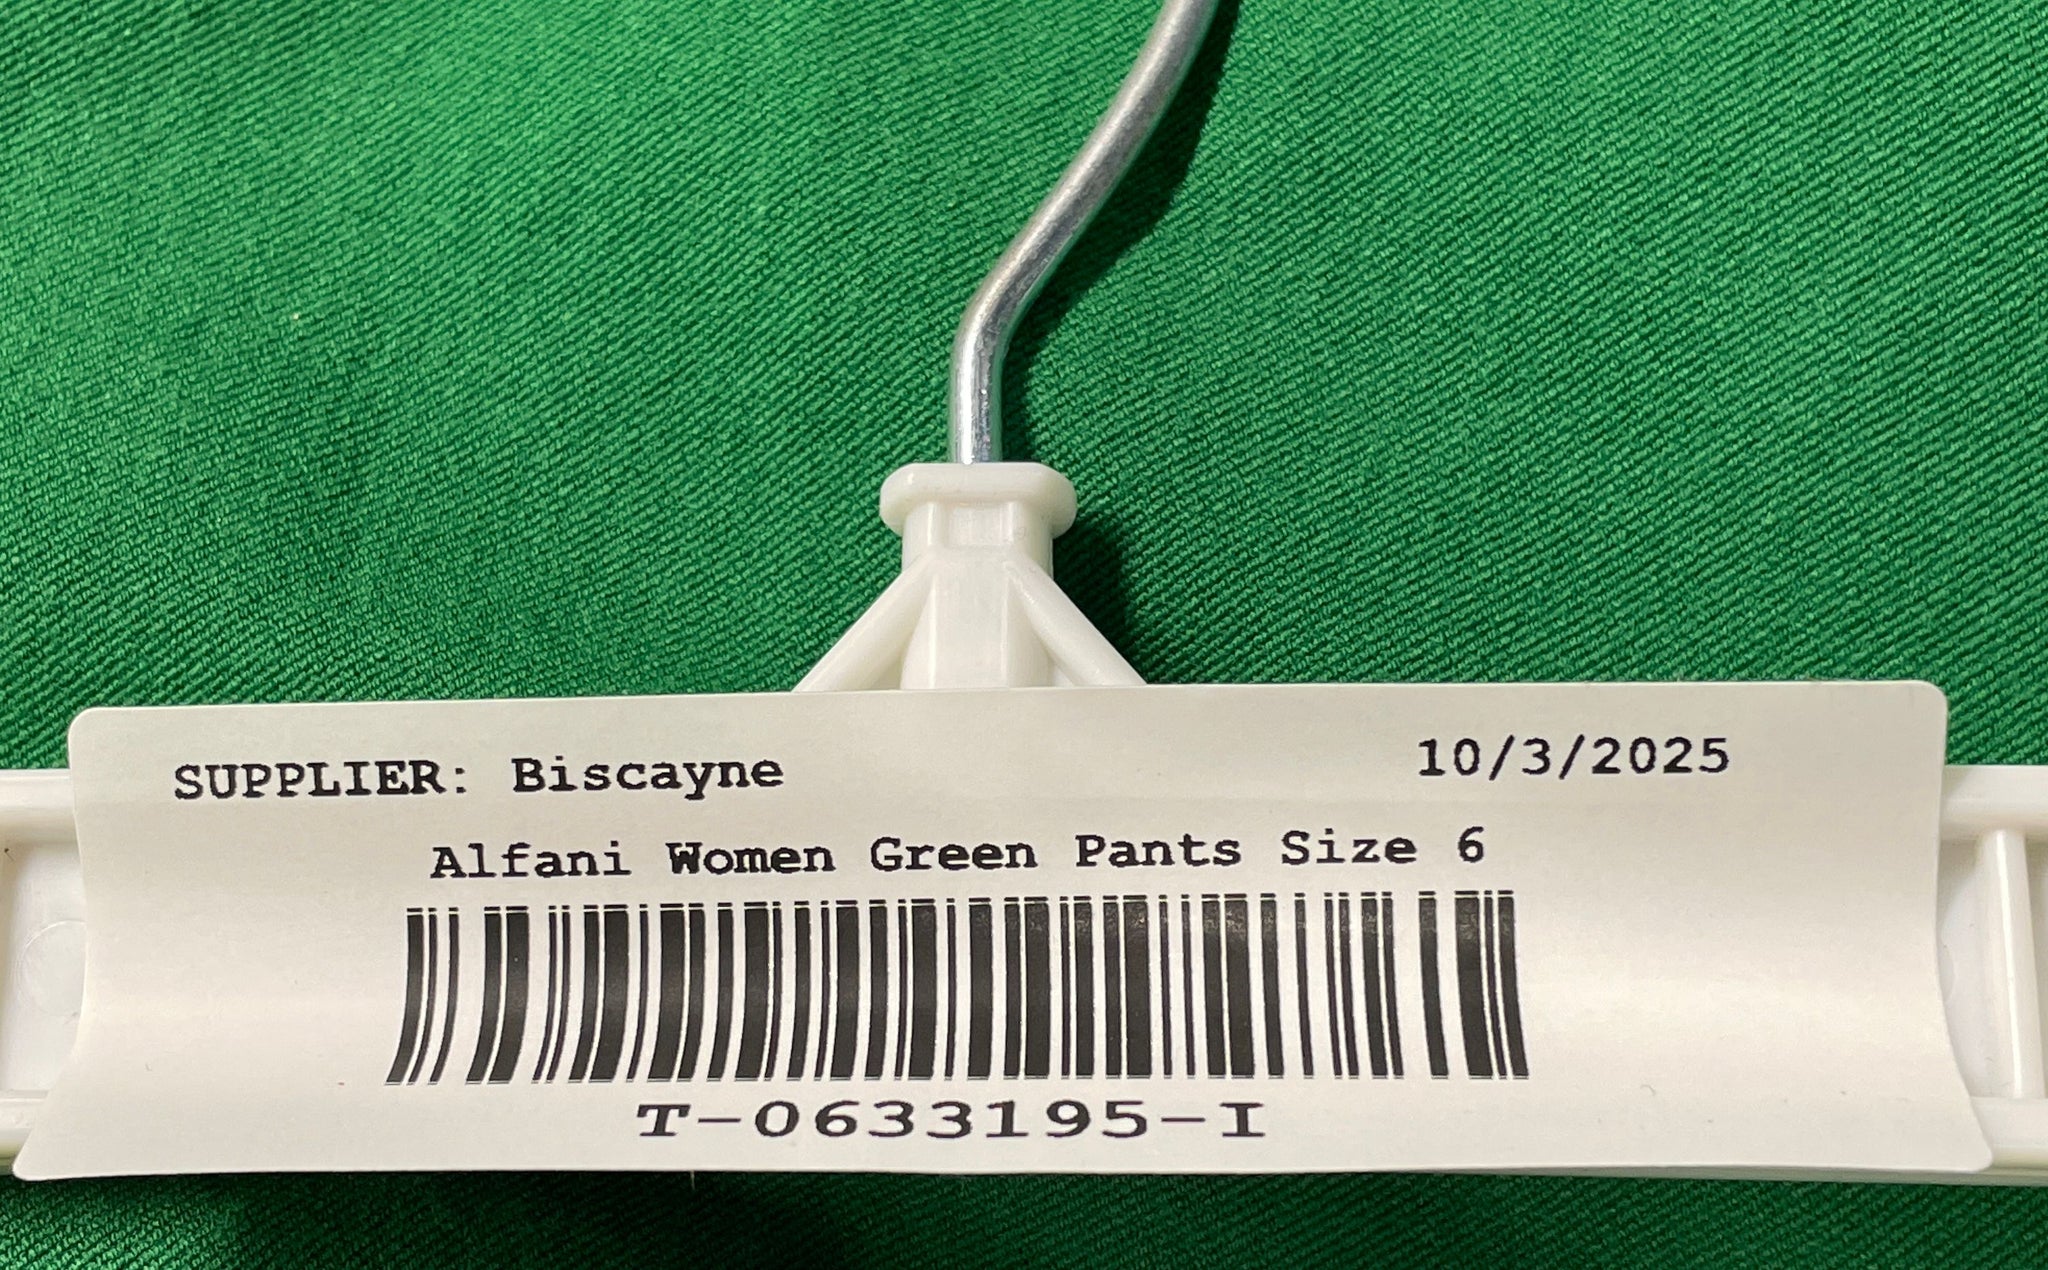 SUPPLIER: Biscayne 10/3/2025
Alfani Women Green Pants Size 6
T-0633195-I